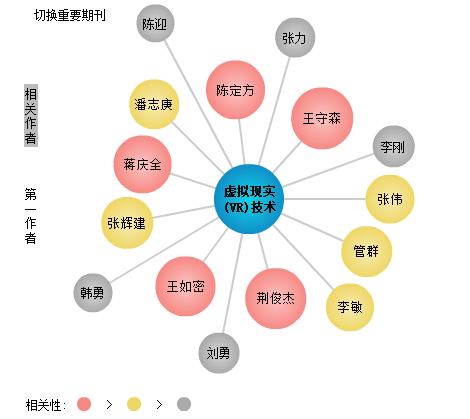 切换重要期刊
陈迎
张力
陈定方
潘志庚
王守森
相关作者
李刚
蒋庆全
虚拟现实
(VR)技术
张伟
第一作者
张辉建
管群
韩勇
王如密
荆俊杰
李敏
刘勇
相关性: > >